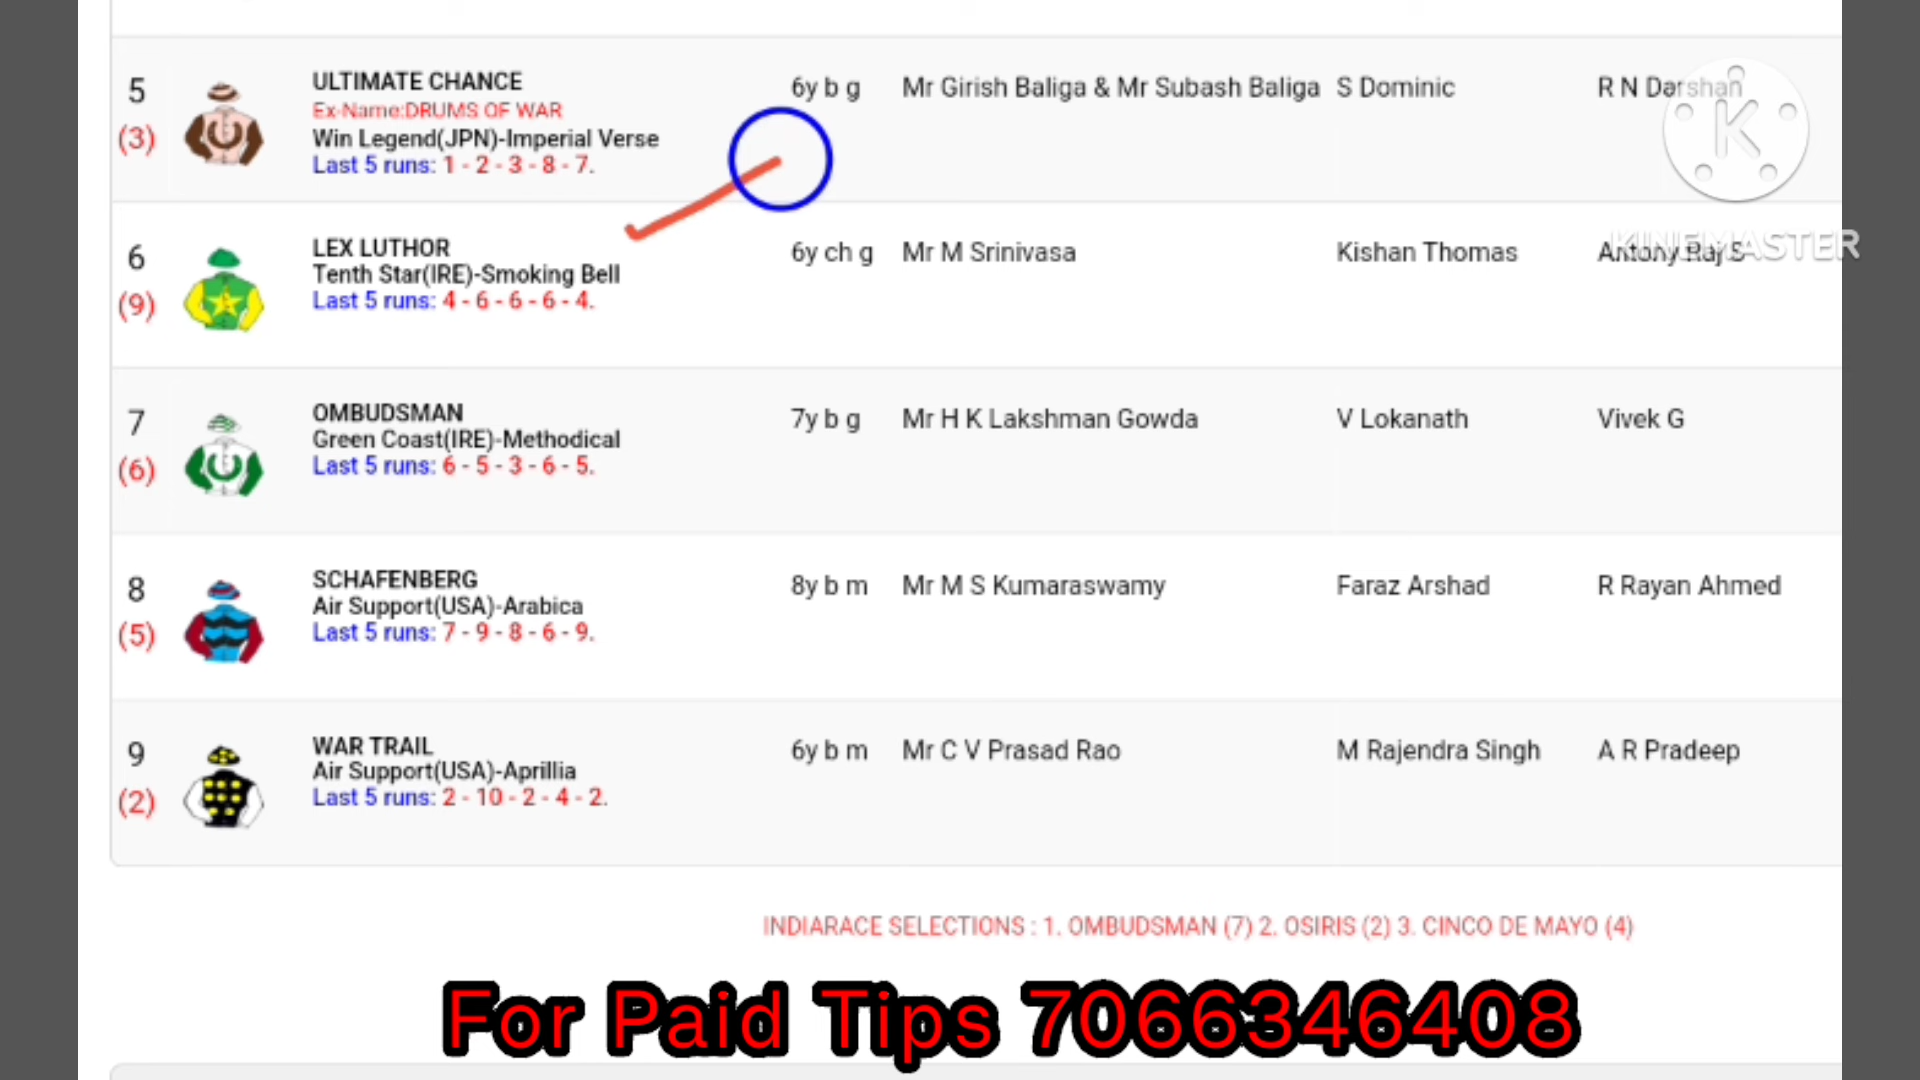 5 ULTIMATE CHANCE 6y b g Mr Girish Baliga & Mr Subash Baliga S Dominic R N Darshan
Ex-Name:DRUMS OF WAR
(3) Win Legend(JPN)-Imperial Verse
Last 5 runs: 1 - 2 - 3 - 8 - 7.
K
KINEMASTER
6 LEX LUTHOR 6y ch g Mr M Srinivasa Kishan Thomas Antony Raj S
Tenth Star(IRE)-Smoking Bell
(9) Last 5 runs: 4 - 6 - 6 - 6 - 4.
7 OMBUDSMAN 7y b g Mr H K Lakshman Gowda V Lokanath Vivek G
Green Coast(IRE)-Methodical
(6) Last 5 runs: 6 - 5 - 3 - 6 - 5.
8 SCHAFENBERG 8y b m Mr M S Kumaraswamy Faraz Arshad R Rayan Ahmed
Air Support(USA)-Arabica
(5) Last 5 runs: 7 - 9 - 8 - 6 - 9.
9 WAR TRAIL 6y b m Mr C V Prasad Rao M Rajendra Singh A R Pradeep
Air Support(USA)-Aprillia
(2) Last 5 runs: 2 - 10 - 2 - 4 - 2.
INDIARACE SELECTIONS : 1. OMBUDSMAN (7) 2. OSIRIS (2) 3. CINCO DE MAYO (4)
For Paid Tips 7066346408